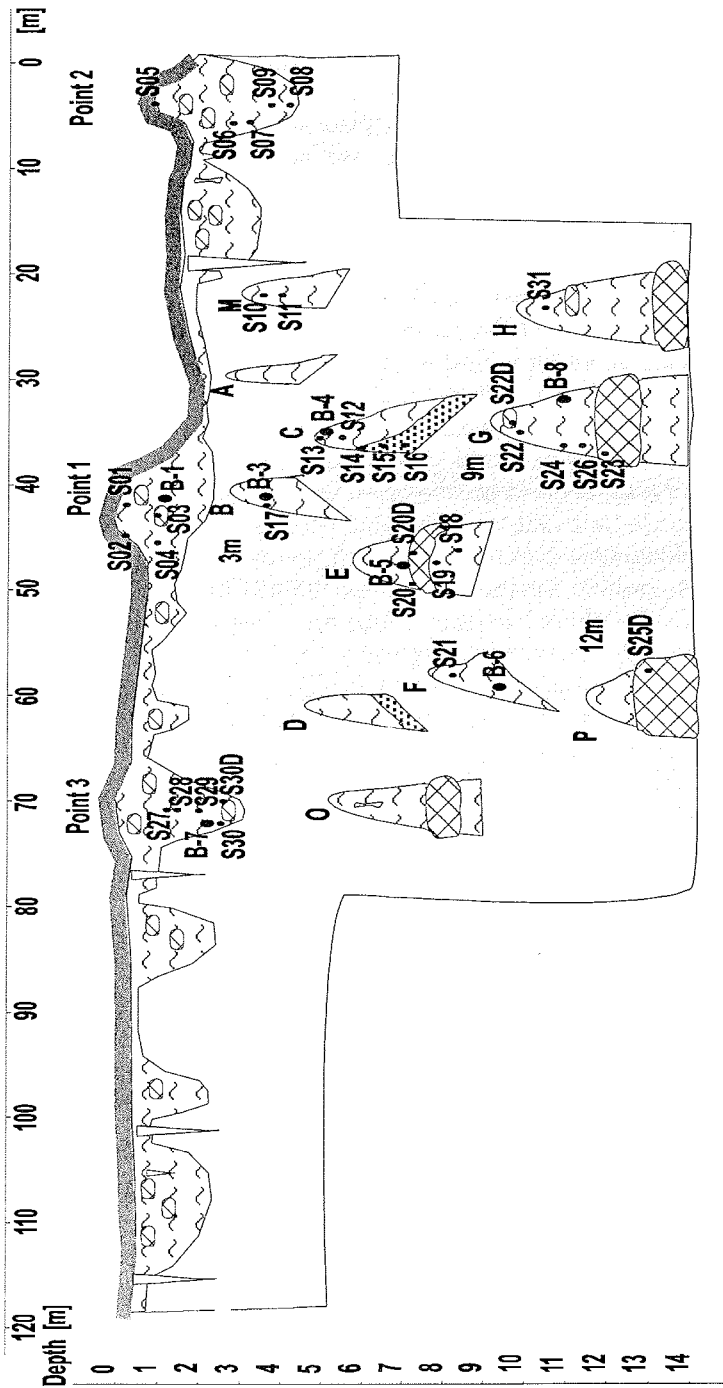 120 110 100 90 80 70 60 50 40 30 20 10 0 [m]
Depth [m]
Point 3 Point 1 Point 2
0
1
2
3
4
5
6
7
8
9
10
11
12
13
14
S02 S01
S05
S04 S03 B-1
S27 S28
B-7 S29
S30 S30D
S06
S07 S09
S08
3m B A M
S17 B-3
S10
S11
D E C
S13 B-4
S14 S12
S15
S16
O F
B-5
S20 S20D
S19 S18
S21
B-6
9m G H
S22 S22D
S24 B-8
S26
S23
S31
P 12m
S25D